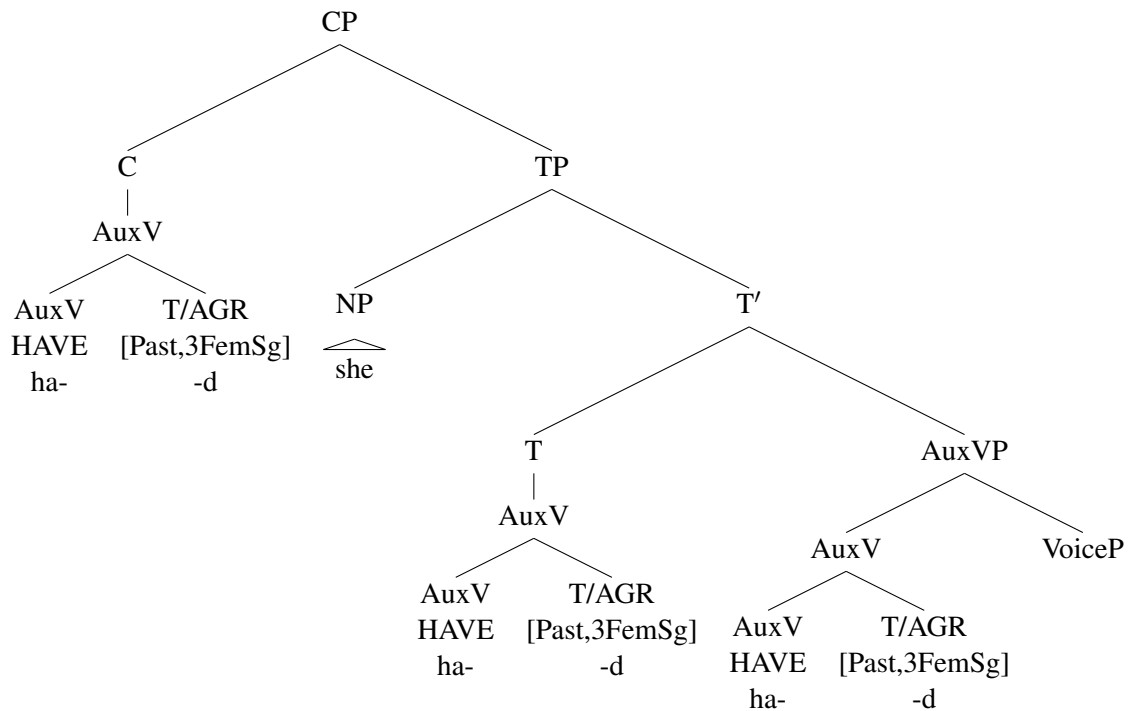 CP
C TP
AuxV
AuxV T/AGR NP T′
HAVE [Past,3FemSg]
ha- -d she
T AuxVP
AuxV
AuxV VoiceP
AuxV T/AGR
HAVE [Past,3FemSg] AuxV T/AGR
ha- -d HAVE [Past,3FemSg]
ha- -d